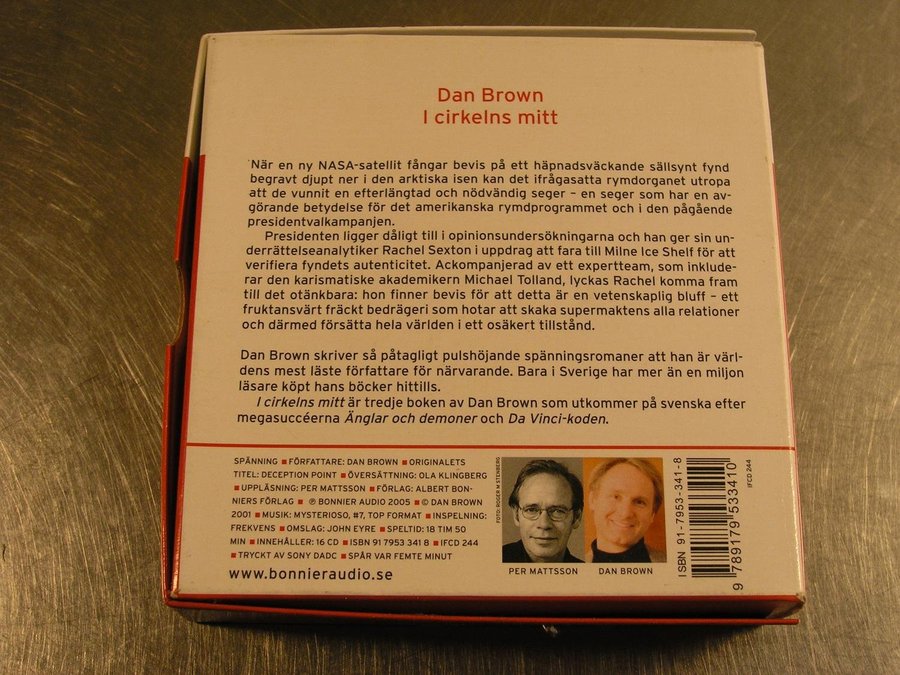 Dan Brown
I cirkelns mitt
När en ny NASA-satellit fångar bevis på ett häpnadsväckande sällsynt fynd
begravt djupt ner i den arktiska isen kan det ifrågasatta rymdorganet utropa
att de vunnit en efterlängtad och nödvändig seger – en seger som har en av-
görande betydelse för det amerikanska rymdprogrammet och i den pågående
presidentvalkampanjen.
Presidenten ligger dåligt till i opinionsundersökningarna och han ger sin un-
derrättelseanalytiker Rachel Sexton i uppdrag att fara till Milne Ice Shelf för att
verifiera fyndets autenticitet. Ackompanjerad av ett expertteam, som inklude-
rar den karismatiske akademikern Michael Tolland, lyckas Rachel komma fram
till det otänkbara: hon finner bevis för att detta är en vetenskaplig bluff – ett
fruktansvärt fräckt bedrägeri som hotar att skaka supermaktens alla relationer
och därmed försätta hela världen i ett osäkert tillstånd.
Dan Brown skriver så påtagligt pulshöjande spänningsromaner att han är värl-
dens mest läste författare för närvarande. Bara i Sverige har mer än en miljon
läsare köpt hans böcker hittills.
I cirkelns mitt är tredje boken av Dan Brown som utkommer på svenska efter
megasuccéerna Änglar och demoner och Da Vinci-koden.
SPÄNNING ■ FÖRFATTARE: DAN BROWN ■ ORIGINALETS
TITEL: DECEPTION POINT ■ ÖVERSÄTTNING: OLA KLINGBERG
■ UPPLÄSNING: PER MATTSSON ■ FÖRLAG: ALBERT BON-
NIERS FÖRLAG ■ ℗ BONNIER AUDIO 2005 ■ © DAN BROWN
2001 ■ MUSIK: MYSTERIOSO, #7, TOP FORMAT ■ INSPELNING:
FREKVENS ■ OMSLAG: JOHN EYRE ■ SPELTID: 18 TIM 50
MIN ■ INNEHÅLLER: 16 CD ■ ISBN 91 7953 341 8 ■ IFCD 244
■ TRYCKT AV SONY DADC ■ SPÅR VAR FEMTE MINUT
www.bonnieraudio.se
FOTO: ROGER M STENBERG
PER MATTSSON
DAN BROWN
ISBN 91-7953-341-8
9 789179 533410
IFCD 244